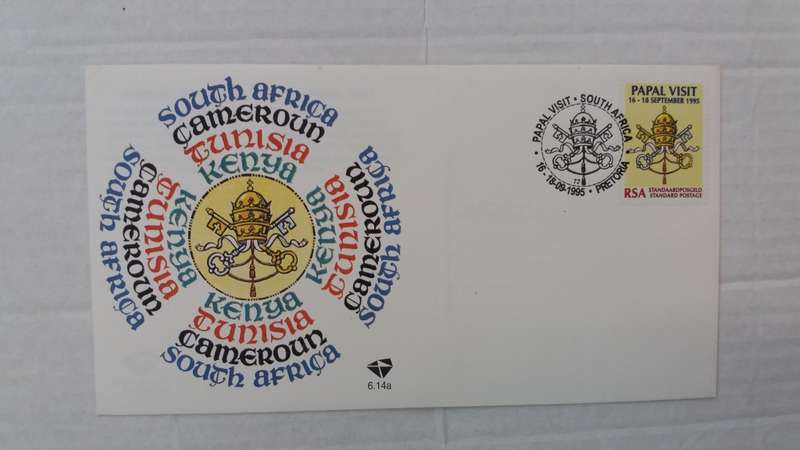 SOUTH AFRICA
CAMEROUN
TUNISIA
KENYA
SOUTH AFRICA
CAMEROUN
TUNISIA
KENYA
KENYA
TUNISIA
CAMEROUN
SOUTH AFRICA
KENYA
TUNISIA
CAMEROUN
SOUTH AFRICA
6.14a
PAPAL VISIT • SOUTH AFRICA
16-18-09-1995 • PRETORIA
PAPAL VISIT
16 - 18 SEPTEMBER 1995
RSA STANDAARDPOSGELD
STANDARD POSTAGE